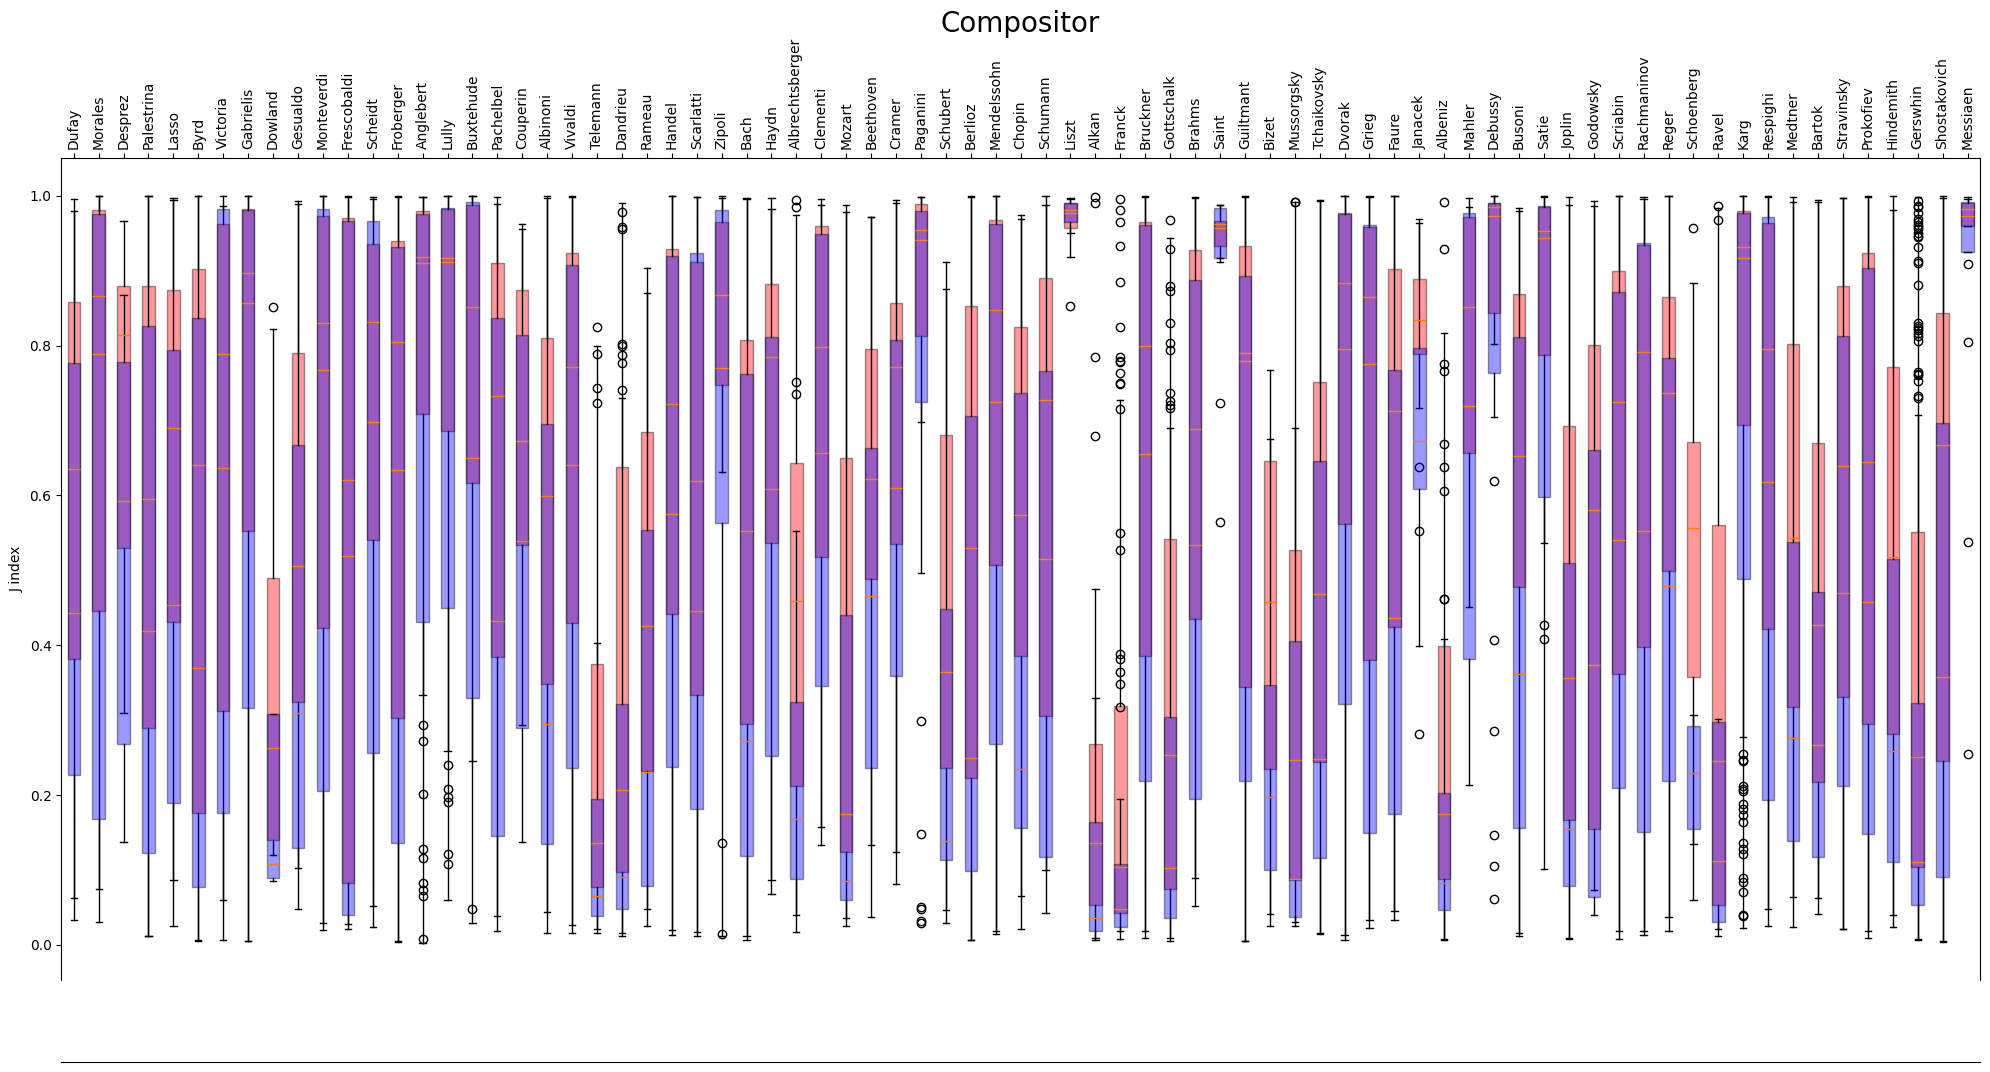 Compositor
Dufay
Morales
Desprez
Palestrina
Lasso
Byrd
Victoria
Gabrielis
Dowland
Gesualdo
Monteverdi
Frescobaldi
Scheidt
Froberger
Anglebert
Lully
Buxtehude
Pachelbel
Couperin
Albinoni
Vivaldi
Telemann
Dandrieu
Rameau
Handel
Scarlatti
Zipoli
Bach
Haydn
Albrechtsberger
Clementi
Mozart
Beethoven
Cramer
Paganini
Schubert
Berlioz
Mendelssohn
Chopin
Schumann
Liszt
Alkan
Franck
Bruckner
Gottschalk
Brahms
Saint
Guiltmant
Bizet
Mussorgsky
Tchaikovsky
Dvorak
Grieg
Faure
Janacek
Albeniz
Mahler
Debussy
Busoni
Satie
Joplin
Godowsky
Scriabin
Rachmaninov
Reger
Schoenberg
Ravel
Karg
Respighi
Medtner
Bartok
Stravinsky
Prokofiev
Hindemith
Gerswhin
Shostakovich
Messiaen
1.0
0.8
0.6
0.4
0.2
0.0
J index